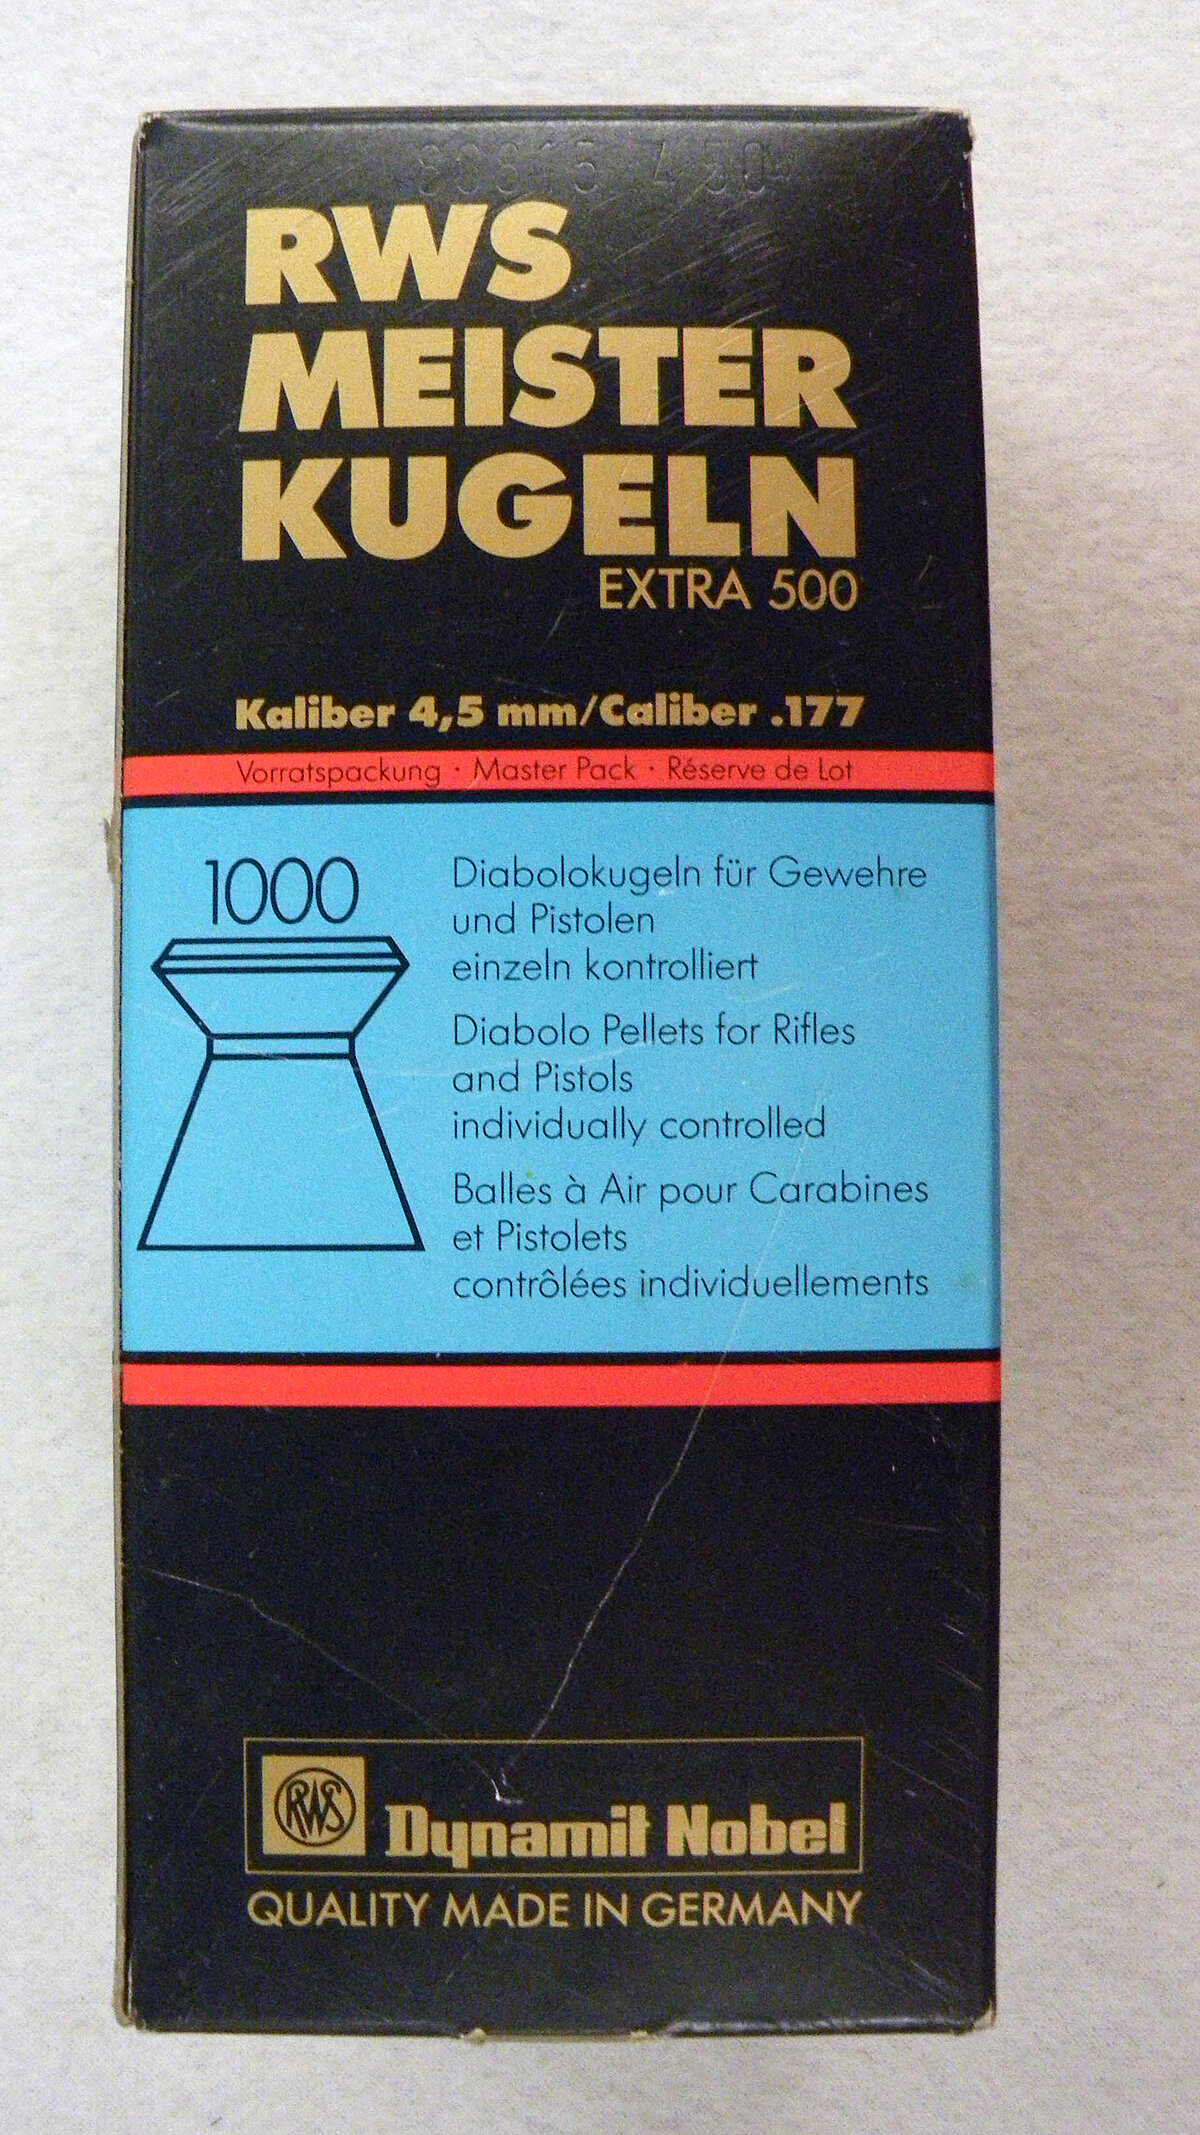 RWS
MEISTER
KUGELN
EXTRA 500
Kaliber 4,5 mm/Caliber .177
Vorratspackung · Master Pack · Réserve de Lot
1000
Diabolokugeln für Gewehre
und Pistolen
einzeln kontrolliert
Diabolo Pellets for Rifles
and Pistols
individually controlled
Balles à Air pour Carabines
et Pistolets
contrôlées individuellements
RWS Dynamit Nobel
QUALITY MADE IN GERMANY